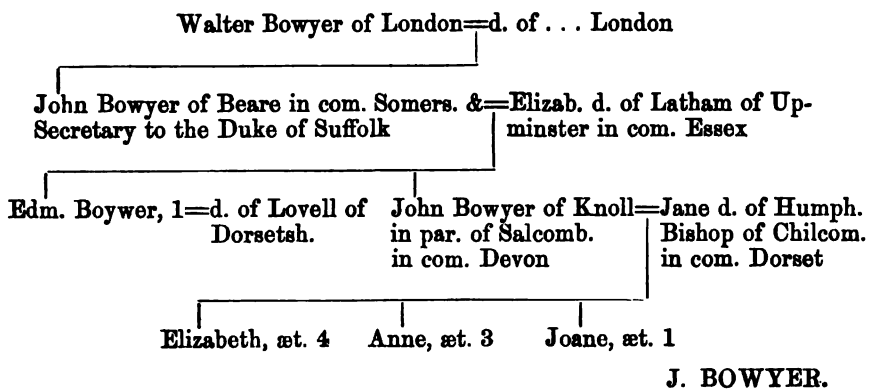 Walter Bowyer of London=d. of ... London
John Bowyer of Beare in com. Somers. &=Elizab. d. of Latham of Up-
Secretary to the Duke of Suffolk
minster in com. Essex
Edm. Boywer, 1=d. of Lovell of
Dorsetsh.
John Bowyer of Knoll=Jane d. of Humph.
in par. of Salcomb.
Bishop of Chilcom.
in com. Devon
in com. Dorset
Elizabeth, æt. 4
Anne, æt. 3
Joane, æt. 1
J. BOWYER.